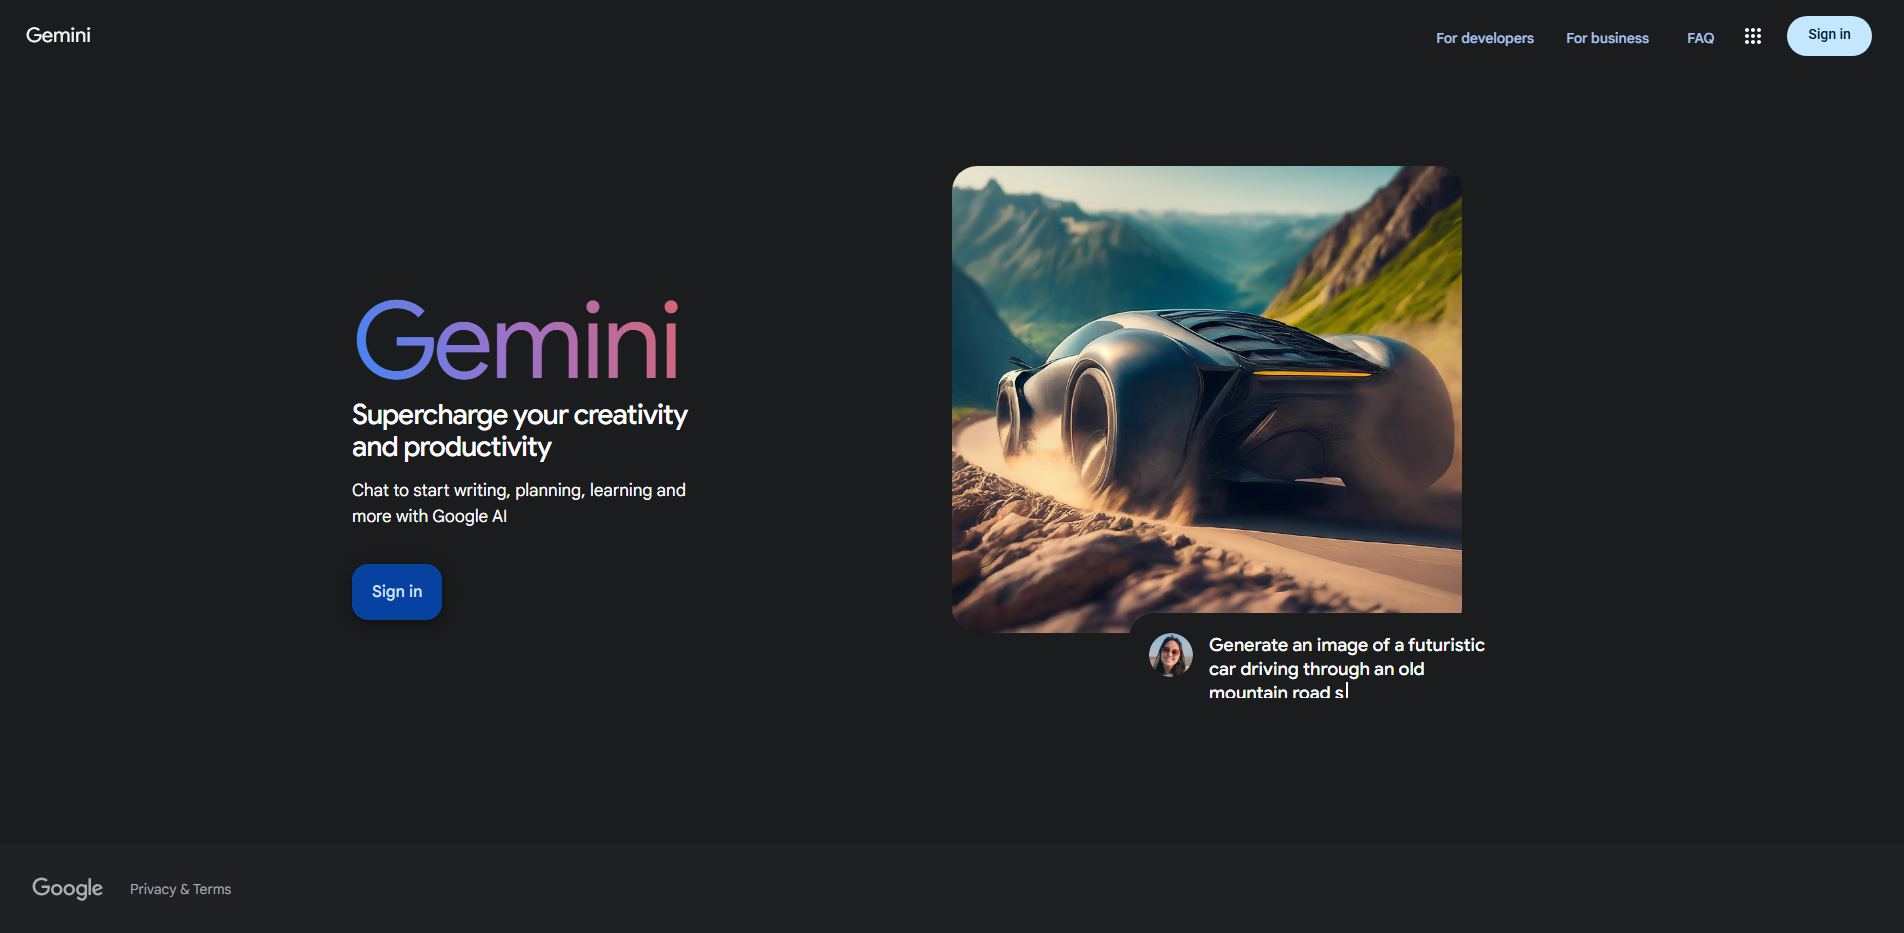 Gemini
For developers
For business
FAQ
Sign in
Gemini
Supercharge your creativity
and productivity
Chat to start writing, planning, learning and
more with Google AI
Sign in
Generate an image of a futuristic
car driving through an old
mountain road s
Google
Privacy & Terms